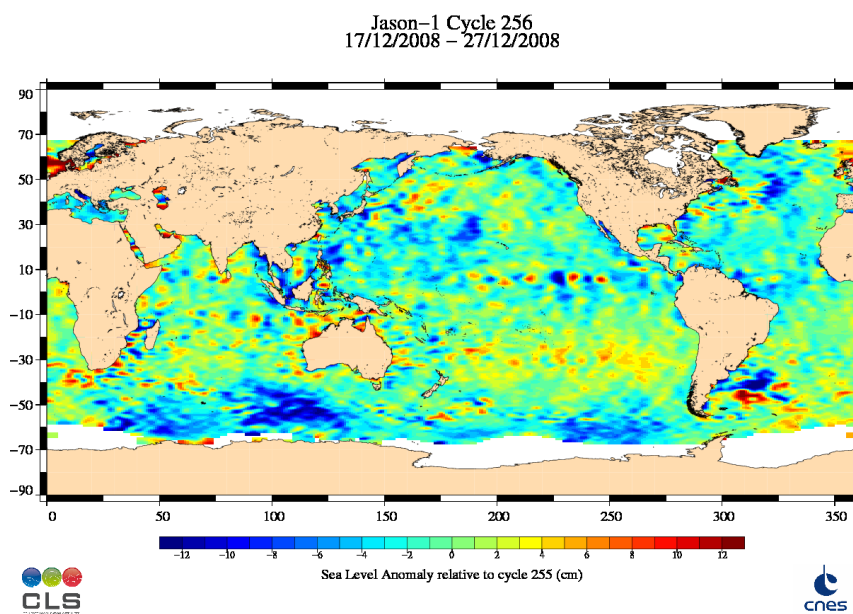 Jason-1 Cycle 256
17/12/2008 - 27/12/2008
90
70
50
30
10
-10
-30
-50
-70
-90
0 50 100 150 200 250 300 350
-12 -10 -8 -6 -4 -2 0 2 4 6 8 10 12
Sea Level Anomaly relative to cycle 255 (cm)
CLS
cnes